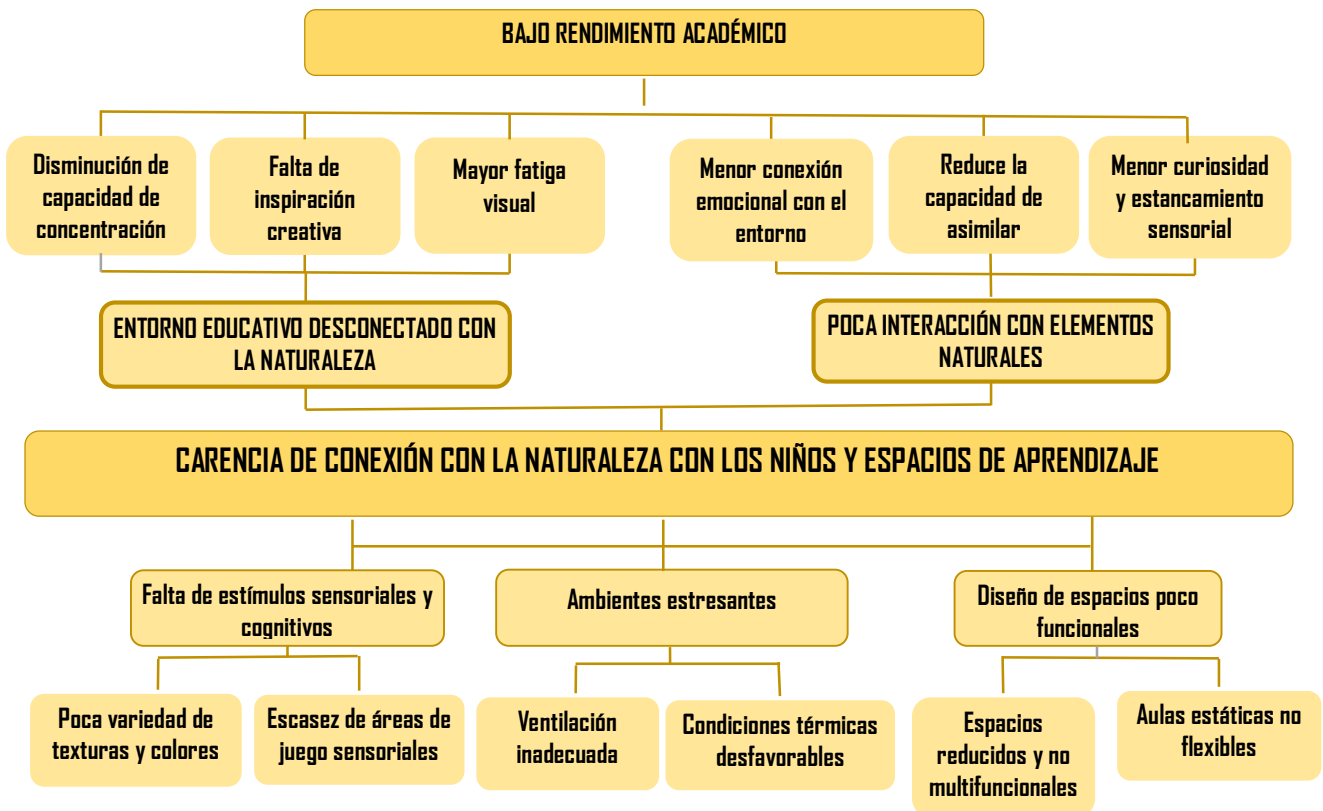 BAJO RENDIMIENTO ACADÉMICO
Disminución de
capacidad de
concentración
Falta de
inspiración
creativa
Mayor fatiga
visual
Menor conexión
emocional con el
entorno
Reduce la
capacidad de
asimilar
Menor curiosidad
y estancamiento
sensorial
ENTORNO EDUCATIVO DESCONECTADO CON
LA NATURALEZA
POCA INTERACCIÓN CON ELEMENTOS
NATURALES
CARENCIA DE CONEXIÓN CON LA NATURALEZA CON LOS NIÑOS Y ESPACIOS DE APRENDIZAJE
Falta de estímulos sensoriales y
cognitivos
Ambientes estresantes
Diseño de espacios poco
funcionales
Poca variedad de
texturas y colores
Escasez de áreas de
juego sensoriales
Ventilación
inadecuada
Condiciones térmicas
desfavorables
Espacios
reducidos y no
multifuncionales
Aulas estáticas no
flexibles